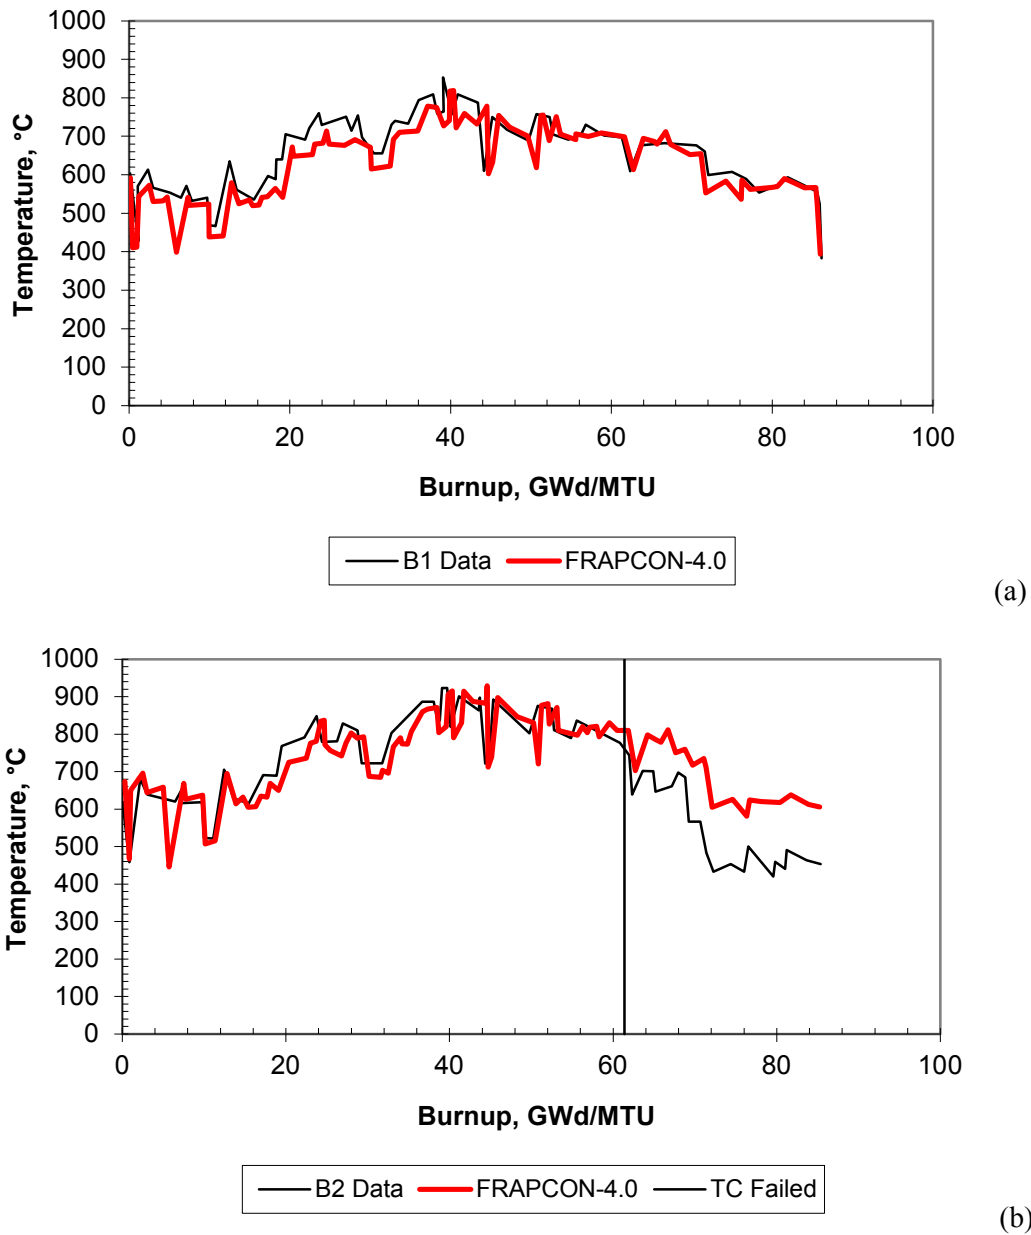 1000
900
800
700
600
500
400
300
200
100
0
Temperature, °C
0 20 40 60 80 100
Burnup, GWd/MTU
B1 Data FRAPCON-4.0
(a)
1000
900
800
700
600
500
400
300
200
100
0
Temperature, °C
0 20 40 60 80 100
Burnup, GWd/MTU
B2 Data FRAPCON-4.0 TC Failed
(b)